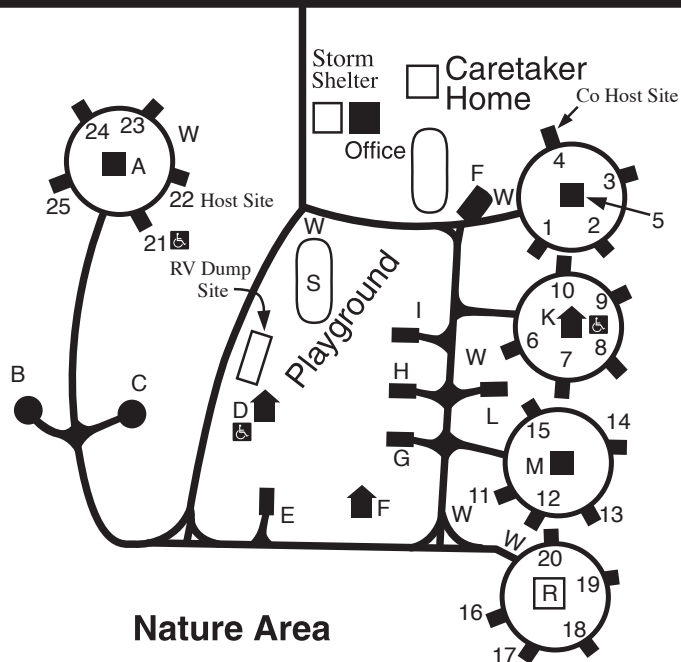 Storm
Shelter
Caretaker
Home
Co Host Site
Office
24 23 W
A
25
22 Host Site
21
F
W
4
3
5
1
2
W
RV Dump
Site
S
Playground
10
9
K
6
8
7
I
W
H
L
B
C
D
G
15
14
M
11
12
13
E
F
W
W
20
R
19
16
18
17
Nature Area